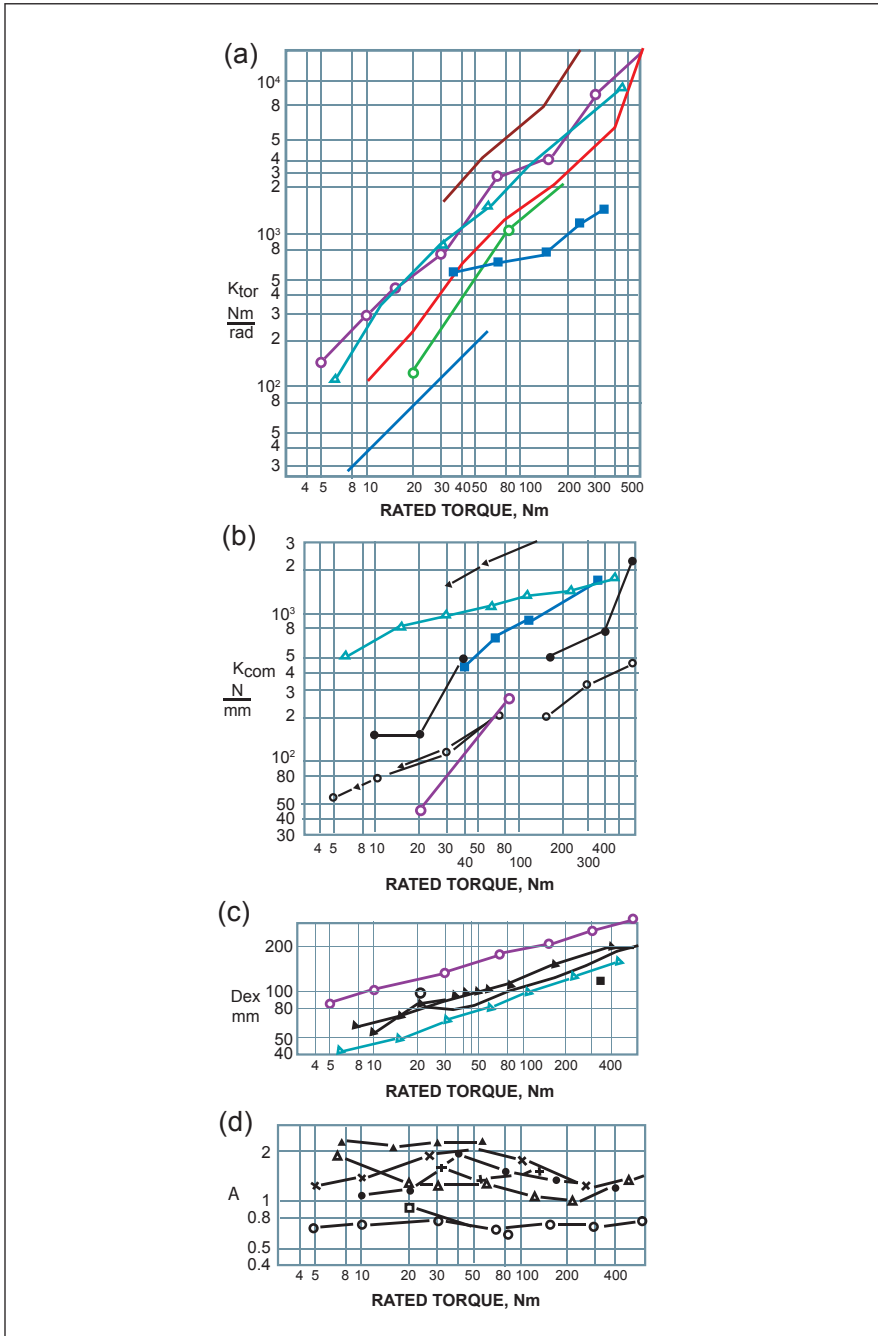 (a)
10⁴
8
5
4
3
2
10³
8
5
4
3
2
10²
8
5
4
3
Ktor
Nm
rad
4 5 8 10 20 30 40 50 80 100 200 300 500
RATED TORQUE, Nm
(b)
3
2
10³
8
5
4
3
2
10²
80
50
40
30
Kcom
N
mm
4 5 8 10 20 30 50 80 200 400
40 100 300
RATED TORQUE, Nm
(c)
200
100
80
50
40
Dex
mm
4 5 8 10 20 30 50 80 100 200 400
RATED TORQUE, Nm
(d)
2
1
0.8
0.5
0.4
A
4 5 8 10 20 30 50 80 100 200 400
RATED TORQUE, Nm